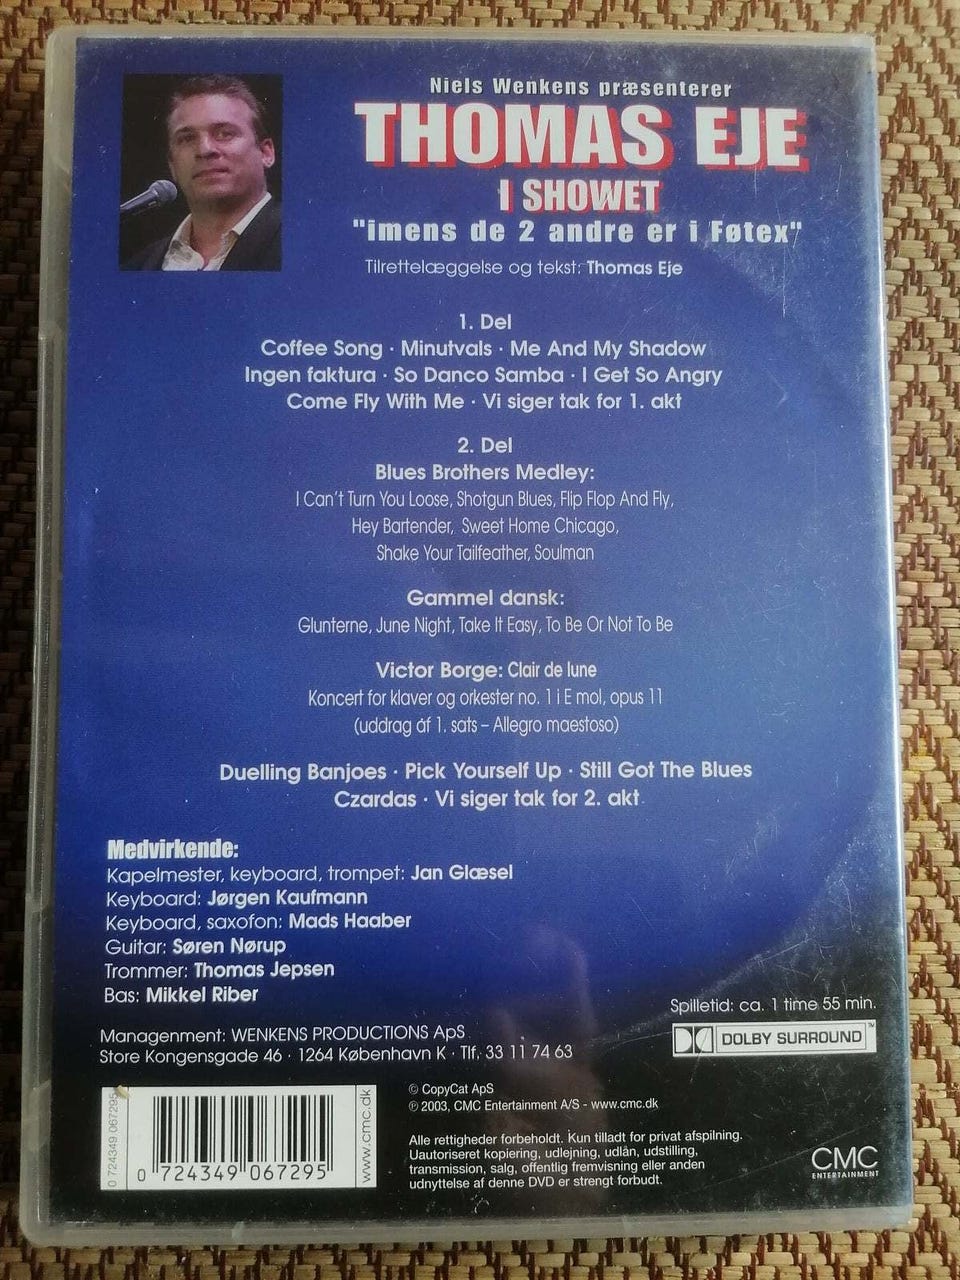 Niels Wenkens præsenterer
THOMAS EJE
I SHOWET
"imens de 2 andre er i Føtex"
Tilrettelæggelse og tekst: Thomas Eje
1. Del
Coffee Song · Minutvals · Me And My Shadow
Ingen faktura · So Danco Samba · I Get So Angry
Come Fly With Me · Vi siger tak for 1. akt
2. Del
Blues Brothers Medley:
I Can't Turn You Loose, Shotgun Blues, Flip Flop And Fly,
Hey Bartender, Sweet Home Chicago,
Shake Your Tailfeather, Soulman
Gammel dansk:
Glunterne, June Night, Take It Easy, To Be Or Not To Be
Victor Borge: Clair de lune
Koncert for klaver og orkester no. 1 i E mol, opus 11
(uddrag af 1. sats – Allegro maestoso)
Duelling Banjoes · Pick Yourself Up · Still Got The Blues
Czardas · Vi siger tak for 2. akt
Medvirkende:
Kapelmester, keyboard, trompet: Jan Glæsel
Keyboard: Jørgen Kaufmann
Keyboard, saxofon: Mads Haaber
Guitar: Søren Nørup
Trommer: Thomas Jepsen
Bas: Mikkel Riber
Spilletid: ca. 1 time 55 min.
DOLBY SURROUND™
Managenment: WENKENS PRODUCTIONS ApS
Store Kongensgade 46 · 1264 København K · Tlf. 33 11 74 63
0 724349 067295
0 724349 067295
www.cmc.dk
© CopyCat ApS
℗ 2003, CMC Entertainment A/S - www.cmc.dk
Alle rettigheder forbeholdt. Kun tilladt for privat afspilning.
Uautoriseret kopiering, udlejning, udlån, udstilling,
transmission, salg, offentlig fremvisning eller anden
udnyttelse af denne DVD er strengt forbudt.
CMC
ENTERTAINMENT